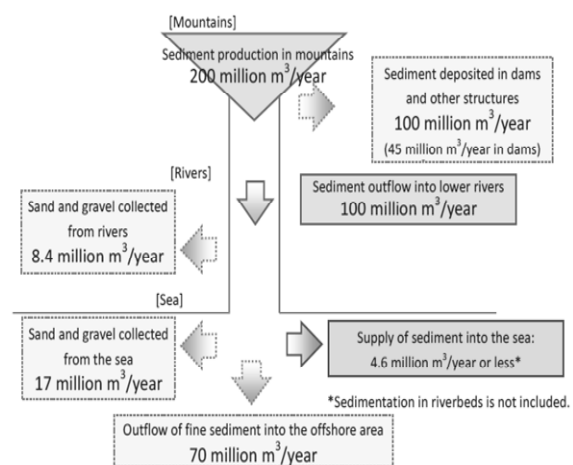 [Mountains]
Sediment production in mountains
200 million m³/year
Sediment deposited in dams
and other structures
100 million m³/year
(45 million m³/year in dams)
[Rivers]
Sediment outflow into lower rivers
100 million m³/year
Sand and gravel collected
from rivers
8.4 million m³/year
[Sea]
Sand and gravel collected
from the sea
17 million m³/year
Supply of sediment into the sea:
4.6 million m³/year or less*
*Sedimentation in riverbeds is not included.
Outflow of fine sediment into the offshore area
70 million m³/year